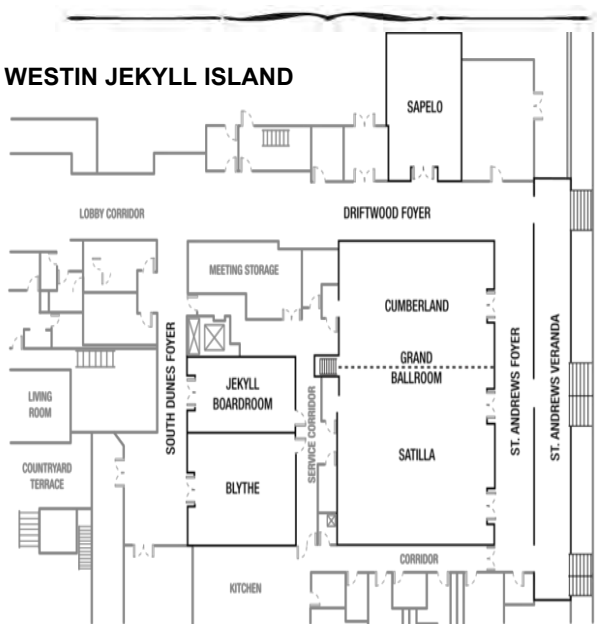 WESTIN JEKYLL ISLAND
SAPELO
LOBBY CORRIDOR
DRIFTWOOD FOYER
MEETING STORAGE
CUMBERLAND
GRAND
BALLROOM
SOUTH DUNES FOYER
JEKYLL
BOARDROOM
LIVING
ROOM
SERVICE CORRIDOR
ST. ANDREWS FOYER
ST. ANDREWS VERANDA
SATILLA
COUNTRYARD
TERRACE
BLYTHE
CORRIDOR
KITCHEN